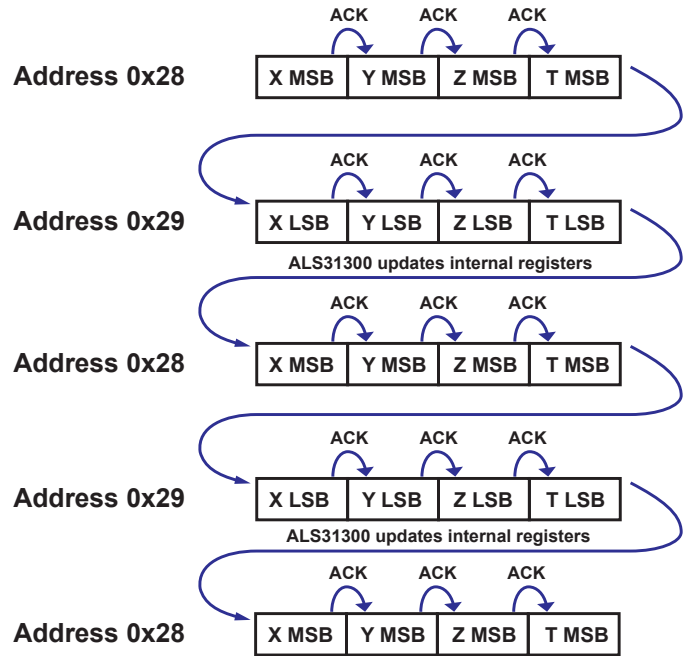 ACK ACK ACK
Address 0x28 X MSB Y MSB Z MSB T MSB
ACK ACK ACK
Address 0x29 X LSB Y LSB Z LSB T LSB
ALS31300 updates internal registers
ACK ACK ACK
Address 0x28 X MSB Y MSB Z MSB T MSB
ACK ACK ACK
Address 0x29 X LSB Y LSB Z LSB T LSB
ALS31300 updates internal registers
ACK ACK ACK
Address 0x28 X MSB Y MSB Z MSB T MSB